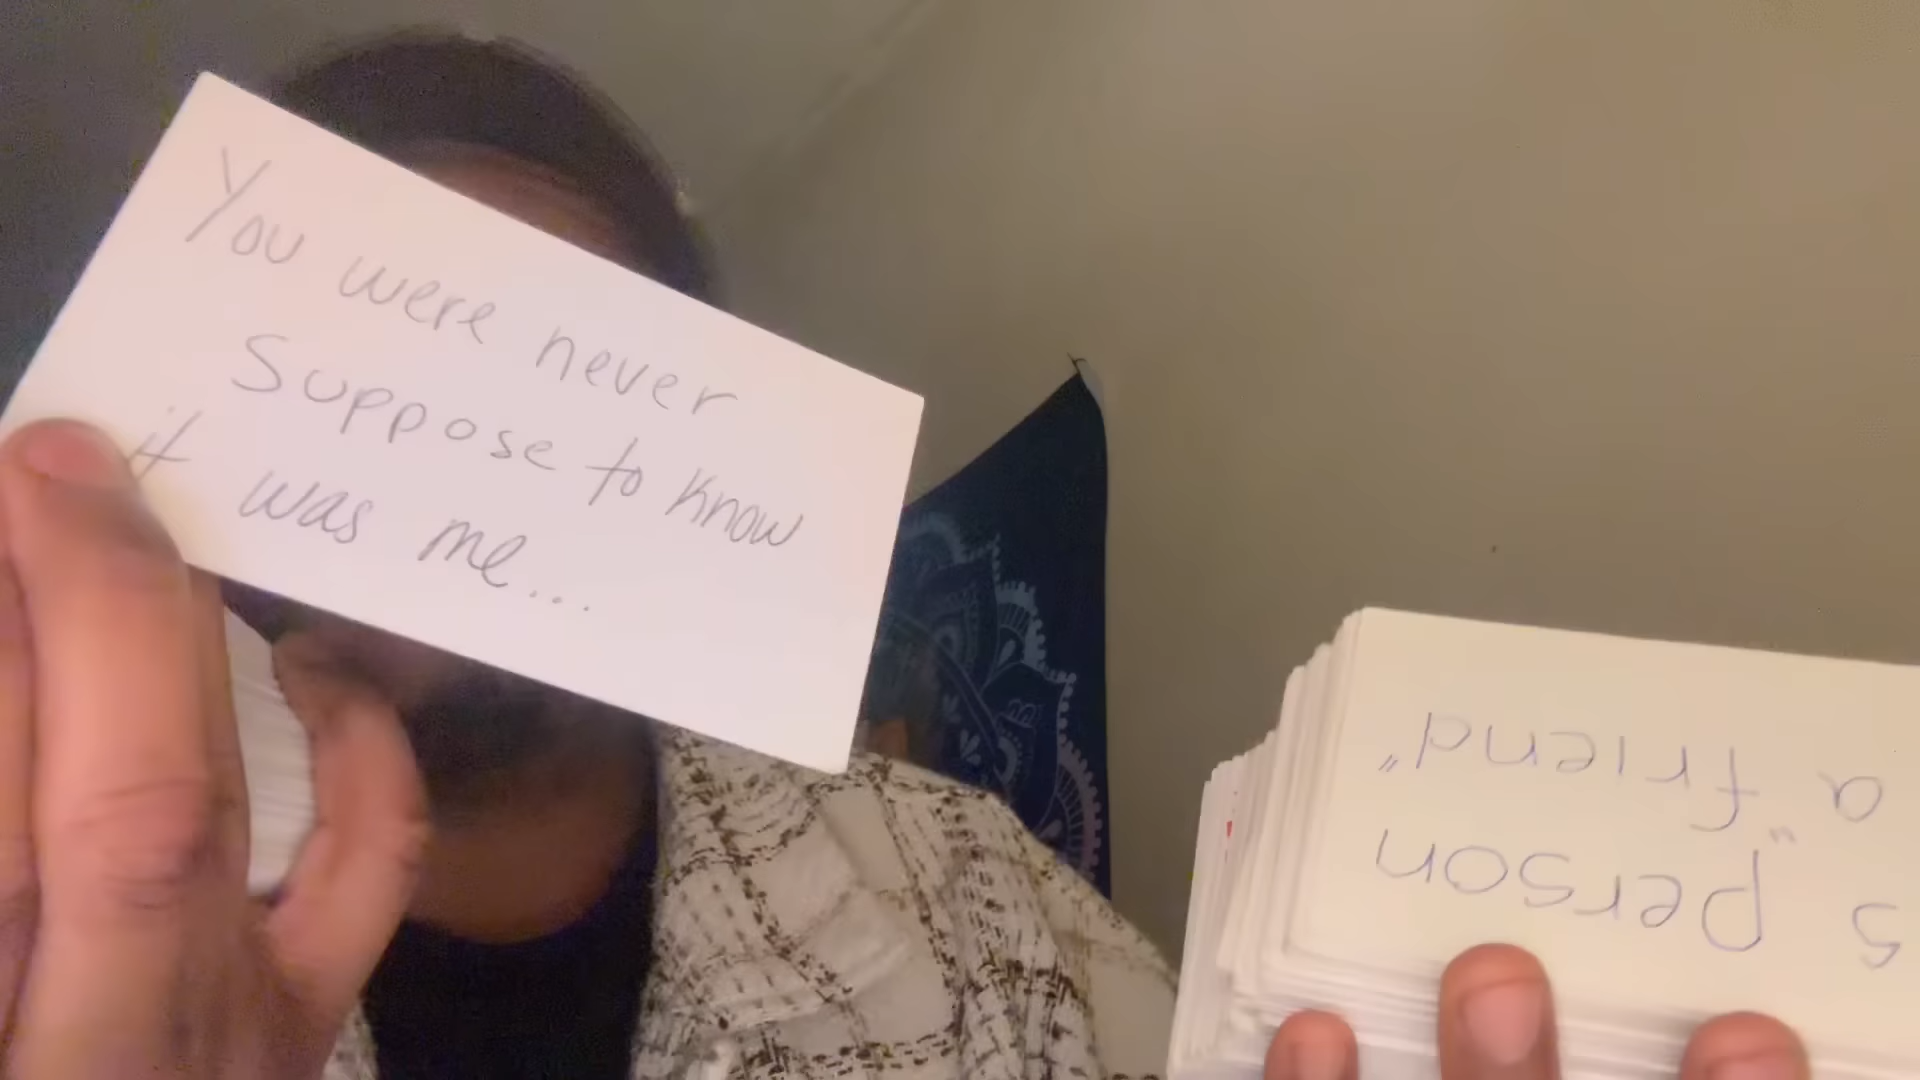 You were never
suppose to know
it was me...
s person
"a friend"